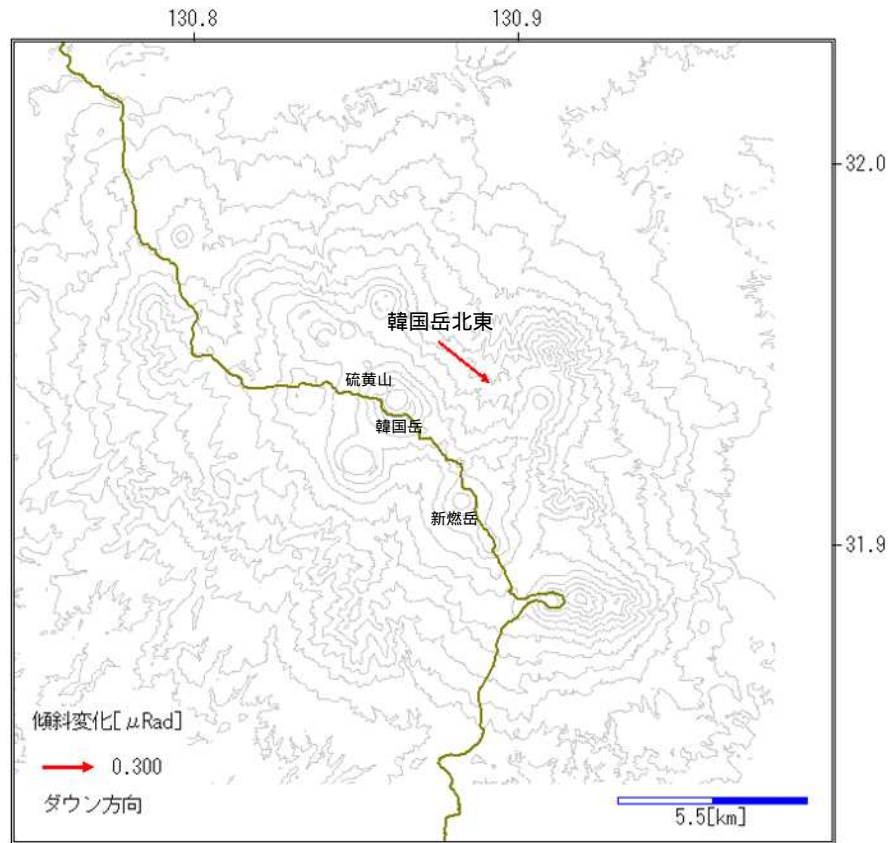 130.8
130.9
32.0
韓国岳北東
硫黄山
韓国岳
新燃岳
31.9
傾斜変化[μRad]
0.300
ダウン方向
5.5[km]